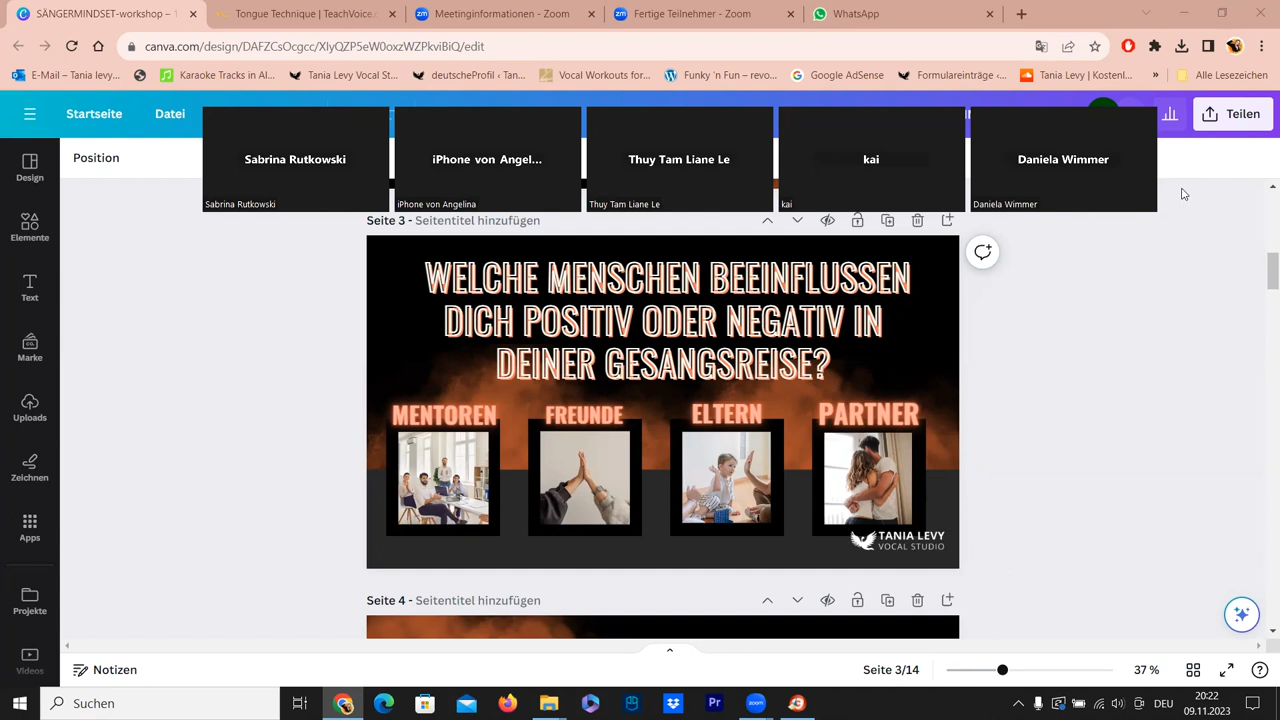 SÄNGERMINDSET-workshop – 1
Tongue Technique | TeachVoice.
Meetinginformationen - Zoom
Fertige Teilnehmer - Zoom
WhatsApp
canva.com/design/DAFZCsOcgcc/XlyQZP5eW0oxzWZPkviBiQ/edit
E-Mail – Tania levy...
Karaoke Tracks in Al...
Tania Levy Vocal St...
deutscheProfil ‹ Tan...
Vocal Workouts for...
Funky 'n Fun – revo...
Google AdSense
Formulareinträge ‹...
Tania Levy | Kostenl...
»
Alle Lesezeichen
Startseite
Datei
Teilen
Position
Sabrina Rutkowski
iPhone von Angel...
Thuy Tam Liane Le
kai
Daniela Wimmer
Sabrina Rutkowski
iPhone von Angelina
Thuy Tam Liane Le
kai
Daniela Wimmer
Design
Elemente
Text
Marke
Uploads
Zeichnen
Apps
Projekte
Videos
Seite 3 - Seitentitel hinzufügen
WELCHE MENSCHEN BEEINFLUSSEN
DICH POSITIV ODER NEGATIV IN
DEINER GESANGSREISE?
MENTOREN
FREUNDE
ELTERN
PARTNER
TANIA LEVY
VOCAL STUDIO
Seite 4 - Seitentitel hinzufügen
Notizen
Seite 3/14
37 %
Suchen
DEU
20:22
09.11.2023